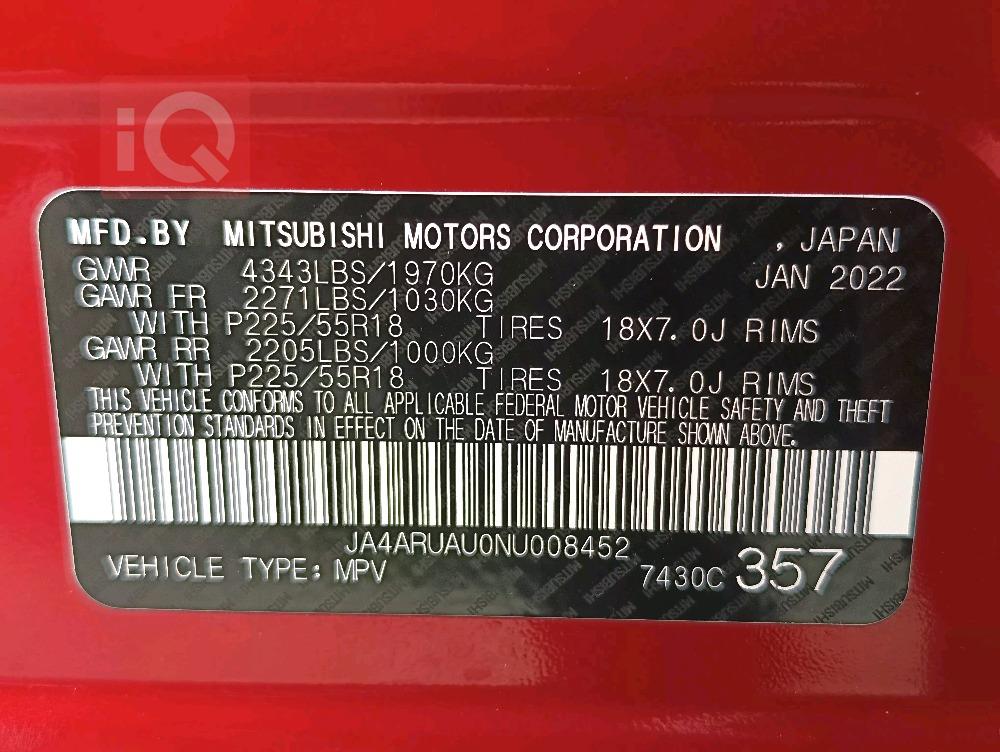 iQ
MFD.BY MITSUBISHI MOTORS CORPORATION , JAPAN
GVWR 4343LBS/1970KG JAN 2022
GAWR FR 2271LBS/1030KG
WITH P225/55R18 TIRES 18X7.0J RIMS
GAWR RR 2205LBS/1000KG
WITH P225/55R18 TIRES 18X7.0J RIMS
THIS VEHICLE CONFORMS TO ALL APPLICABLE FEDERAL MOTOR VEHICLE SAFETY AND THEFT
PREVENTION STANDARDS IN EFFECT ON THE DATE OF MANUFACTURE SHOWN ABOVE.
JA4ARUAU0NU008452
VEHICLE TYPE: MPV 7430C 357